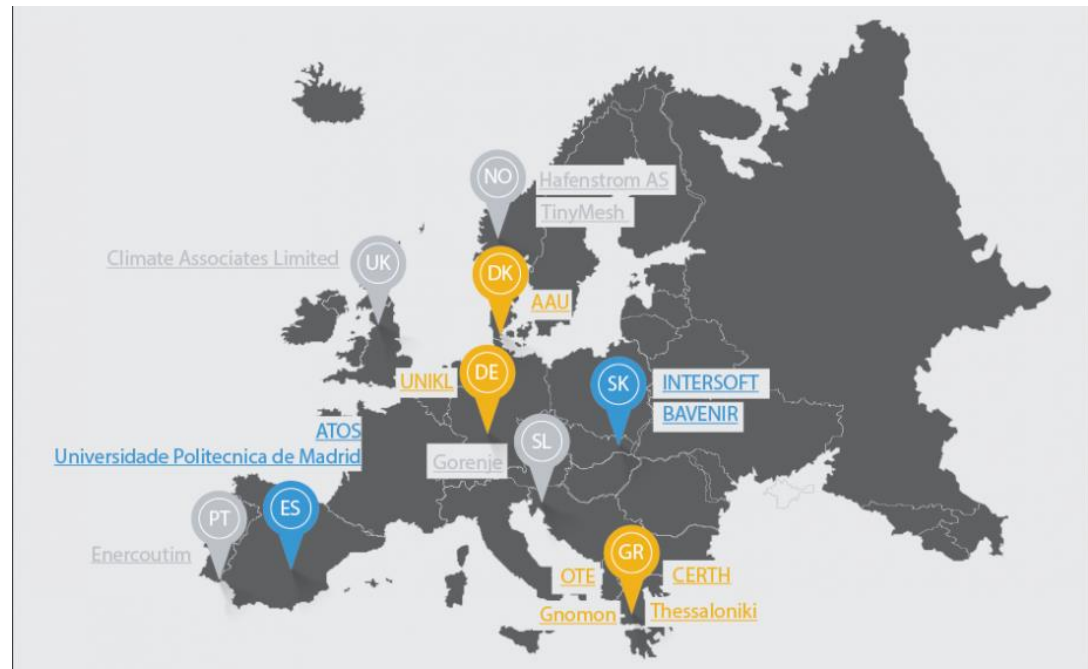 NO
Hafenstrom AS
TinyMesh
Climate Associates Limited
UK
DK
AAU
UNIKL
DE
SK
INTERSOFT
BAVENIR
ATOS
Universidade Politecnica de Madrid
Gorenje
SL
PT
ES
Enercoutim
GR
OTE
CERTH
Gnomon
Thessaloniki